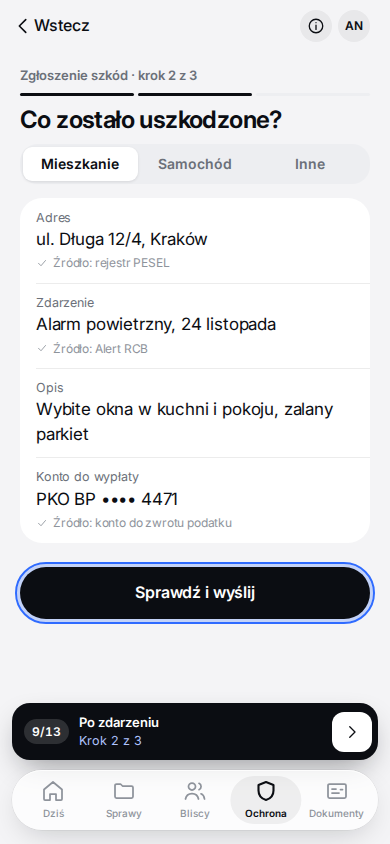 Wstecz
AN
Zgłoszenie szkód · krok 2 z 3
Co zostało uszkodzone?
Mieszkanie
Samochód
Inne
Adres
ul. Długa 12/4, Kraków
Źródło: rejestr PESEL
Zdarzenie
Alarm powietrzny, 24 listopada
Źródło: Alert RCB
Opis
Wybite okna w kuchni i pokoju, zalany
parkiet
Konto do wypłaty
PKO BP •••• 4471
Źródło: konto do zwrotu podatku
Sprawdź i wyślij
9/13
Po zdarzeniu
Krok 2 z 3
Dziś
Sprawy
Bliscy
Ochrona
Dokumenty